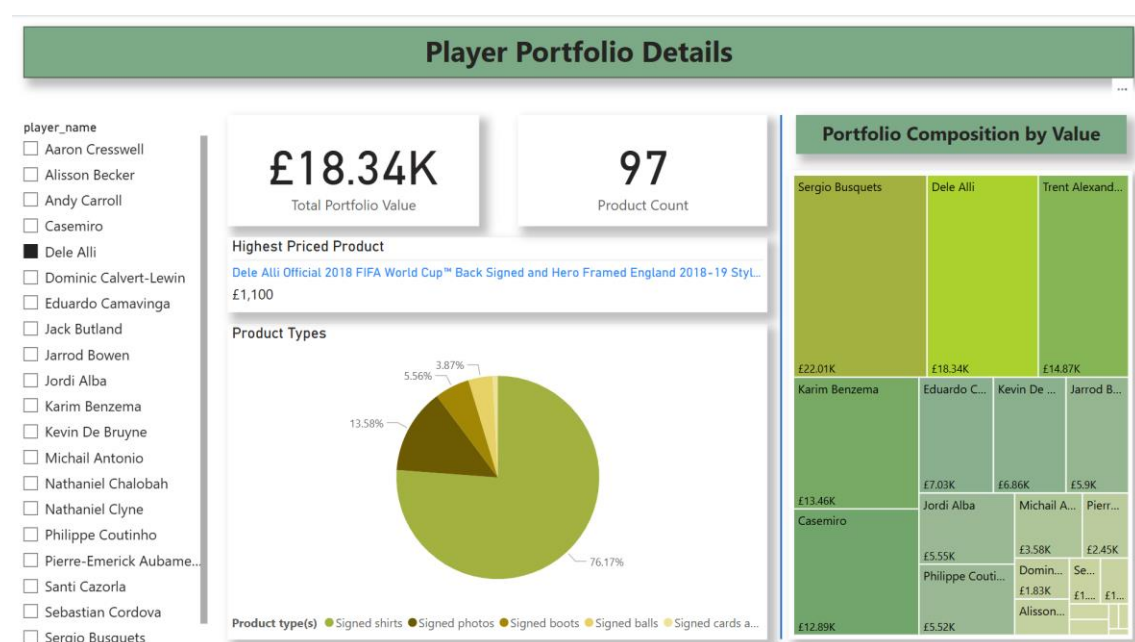 Player Portfolio Details
...
player_name
Aaron Cresswell
Alisson Becker
Andy Carroll
Casemiro
Dele Alli
Dominic Calvert-Lewin
Eduardo Camavinga
Jack Butland
Jarrod Bowen
Jordi Alba
Karim Benzema
Kevin De Bruyne
Michail Antonio
Nathaniel Chalobah
Nathaniel Clyne
Philippe Coutinho
Pierre-Emerick Aubame...
Santi Cazorla
Sebastian Cordova
Sergio Busquets
£18.34K
Total Portfolio Value
97
Product Count
Highest Priced Product
Dele Alli Official 2018 FIFA World Cup™ Back Signed and Hero Framed England 2018-19 Styl...
£1,100
Product Types
3.87%
5.56%
13.58%
76.17%
Product type(s) Signed shirts Signed photos Signed boots Signed balls Signed cards a...
Portfolio Composition by Value
Sergio Busquets
£22.01K
Dele Alli
£18.34K
Trent Alexand...
£14.87K
Karim Benzema
£13.46K
Casemiro
£12.89K
Eduardo C...
£7.03K
Kevin De ...
£6.86K
Jarrod B...
£5.9K
Jordi Alba
£5.55K
Philippe Couti...
£5.52K
Michail A...
£3.58K
Pierr...
£2.45K
Domin...
£1.83K
Se...
£1....
£1...
Alisson...